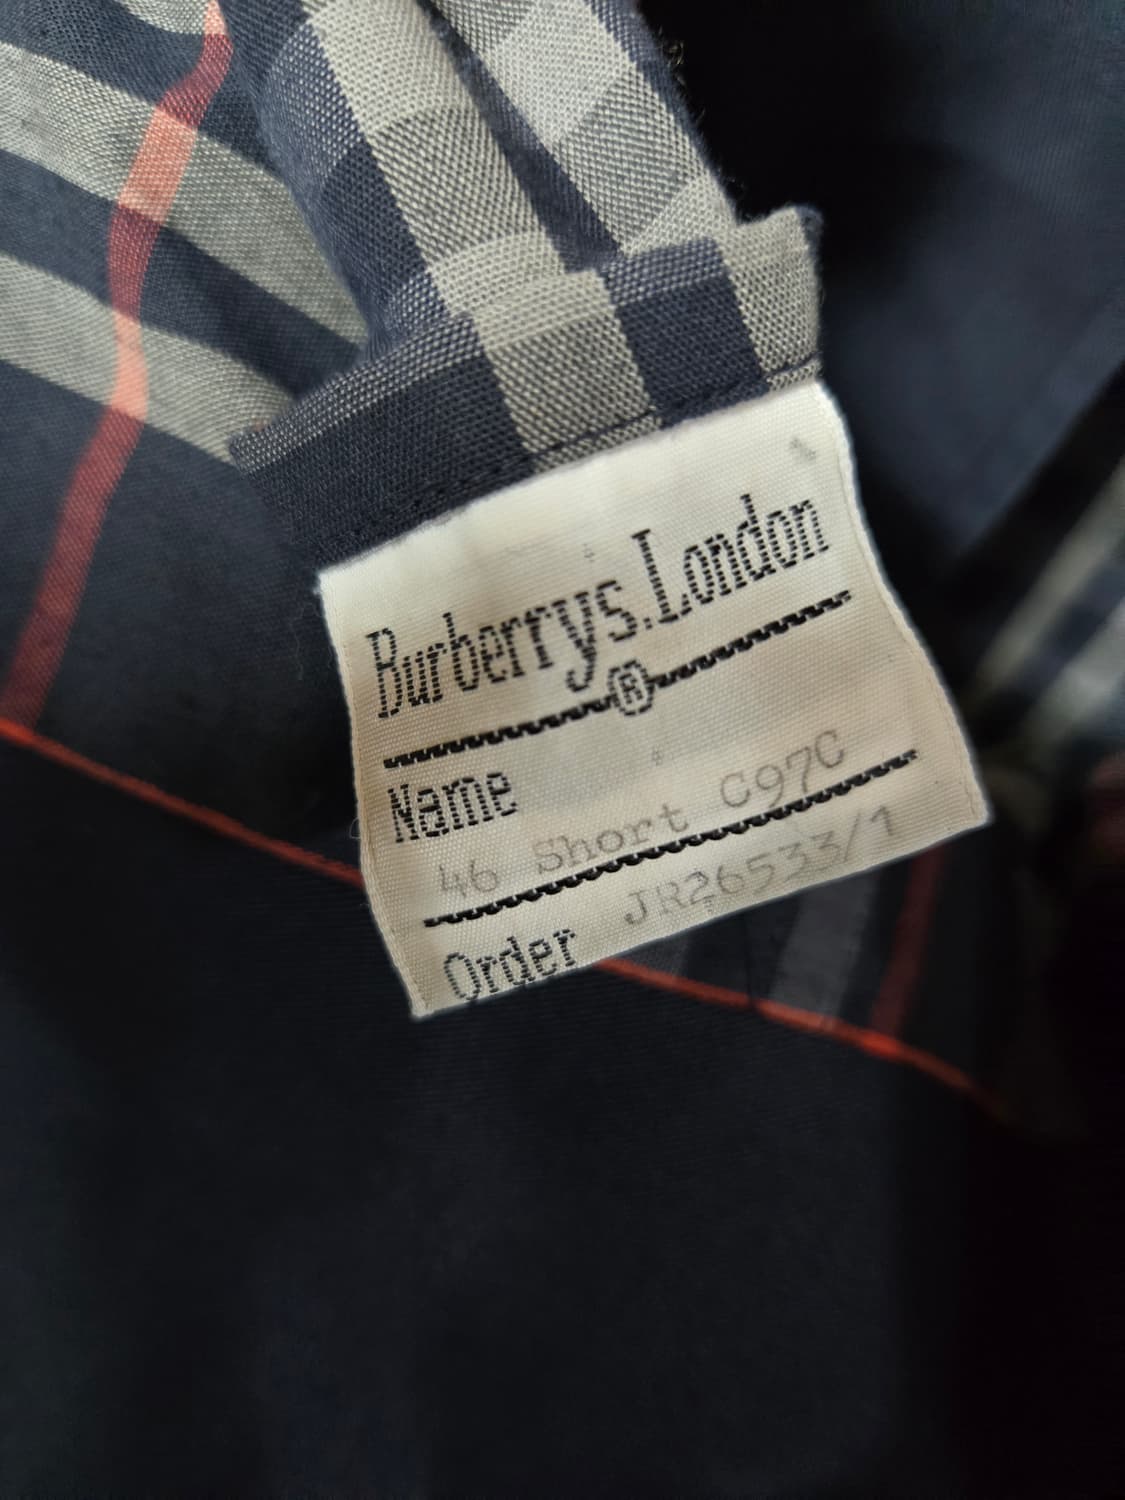 Burberrys.London
®
Name
46 Short C97C
JR26533/1
Order